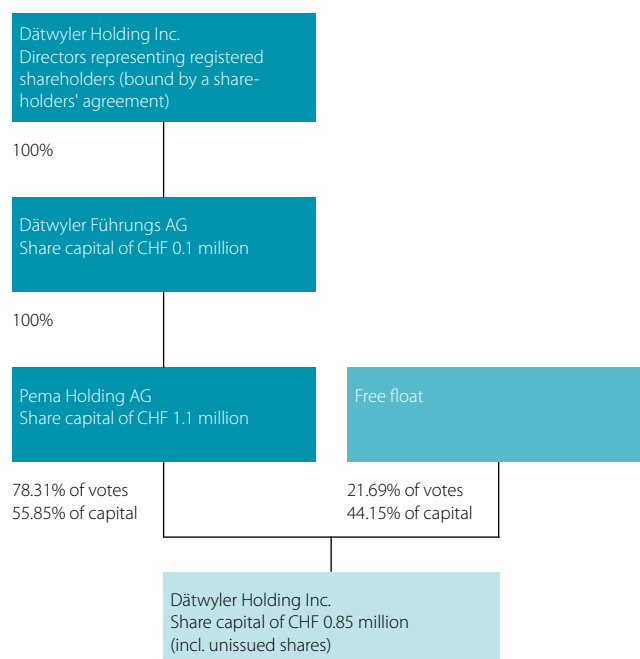 Dätwyler Holding Inc.
Directors representing registered
shareholders (bound by a share-
holders' agreement)
100%
Dätwyler Führungs AG
Share capital of CHF 0.1 million
100%
Pema Holding AG
Share capital of CHF 1.1 million
Free float
78.31% of votes
55.85% of capital
21.69% of votes
44.15% of capital
Dätwyler Holding Inc.
Share capital of CHF 0.85 million
(incl. unissued shares)